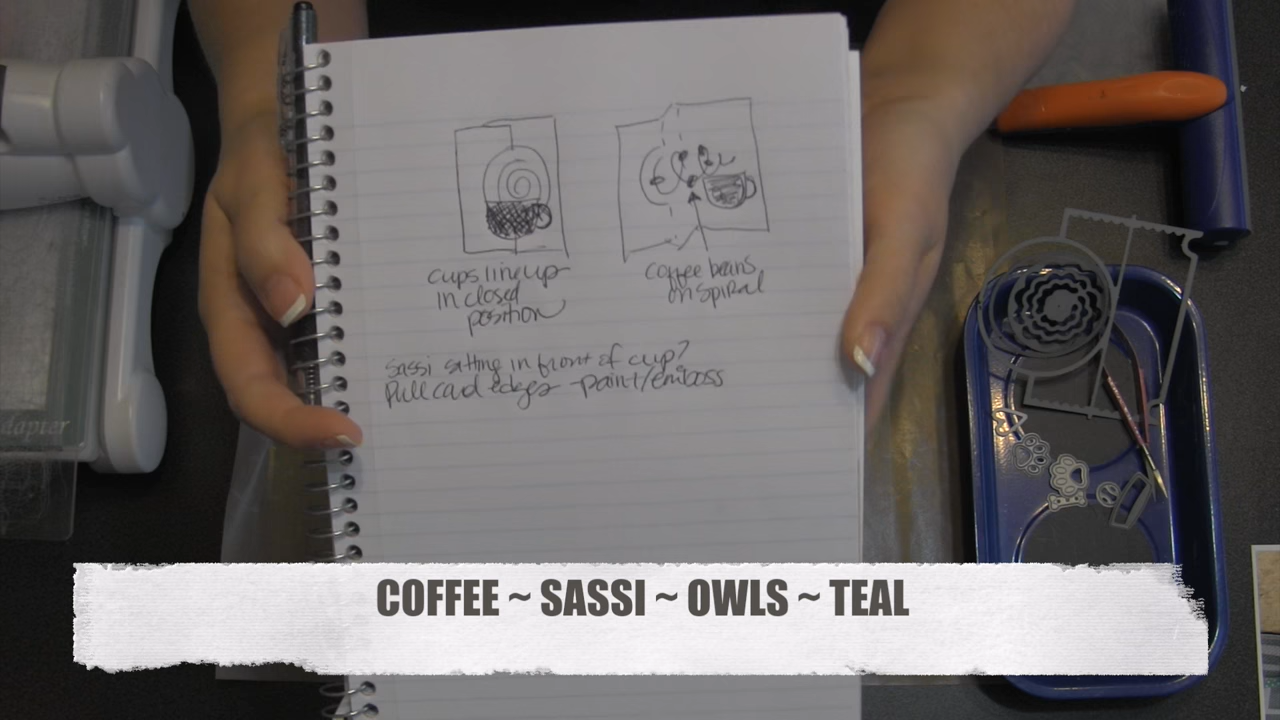 cups line up
in closed
position
coffee beans
on spiral
Sassi sitting in front of cup?
Pull card edges - paint/emboss
dapter
COFFEE ~ SASSI ~ OWLS ~ TEAL